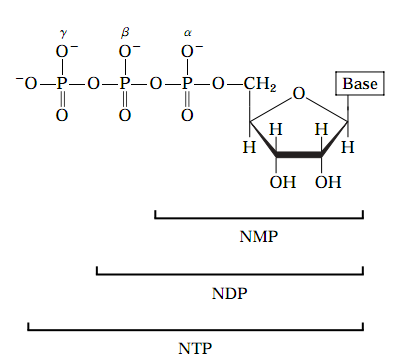 γ β α
O⁻ O⁻ O⁻
⁻O—P—O—P—O—P—O—CH₂ Base
O O O O
H H H H
OH OH
NMP
NDP
NTP